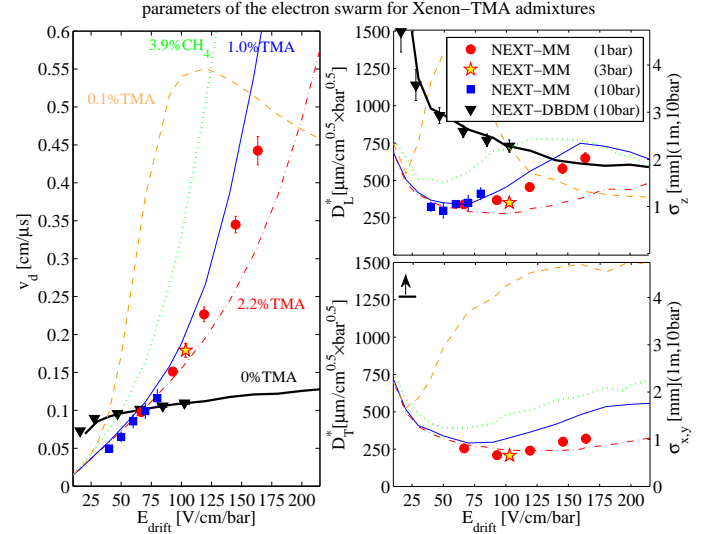 parameters of the electron swarm for Xenon−TMA admixtures
0.6
0.55
0.5
0.45
0.4
0.35
0.3
0.25
0.2
0.15
0.1
0.05
0
v_d [cm/μs]
3.9%CH_4
1.0%TMA
0.1%TMA
2.2%TMA
0%TMA
25 50 75 100 125 150 175 200
E_drift [V/cm/bar]
1500
1250
1000
750
500
250
D_L^* [μm/cm^0.5×bar^0.5]
NEXT−MM (1bar)
NEXT−MM (3bar)
NEXT−MM (10bar)
NEXT−DBDM (10bar)
4
3
2
1
σ_z [mm](1m,10bar)
1500
1250
1000
750
500
250
0
D_T^*[μm/cm^0.5×bar^0.5]
4
3
2
1
0
σ_x,y [mm](1m,10bar)
25 50 75 100 125 150 175 200
E_drift [V/cm/bar]